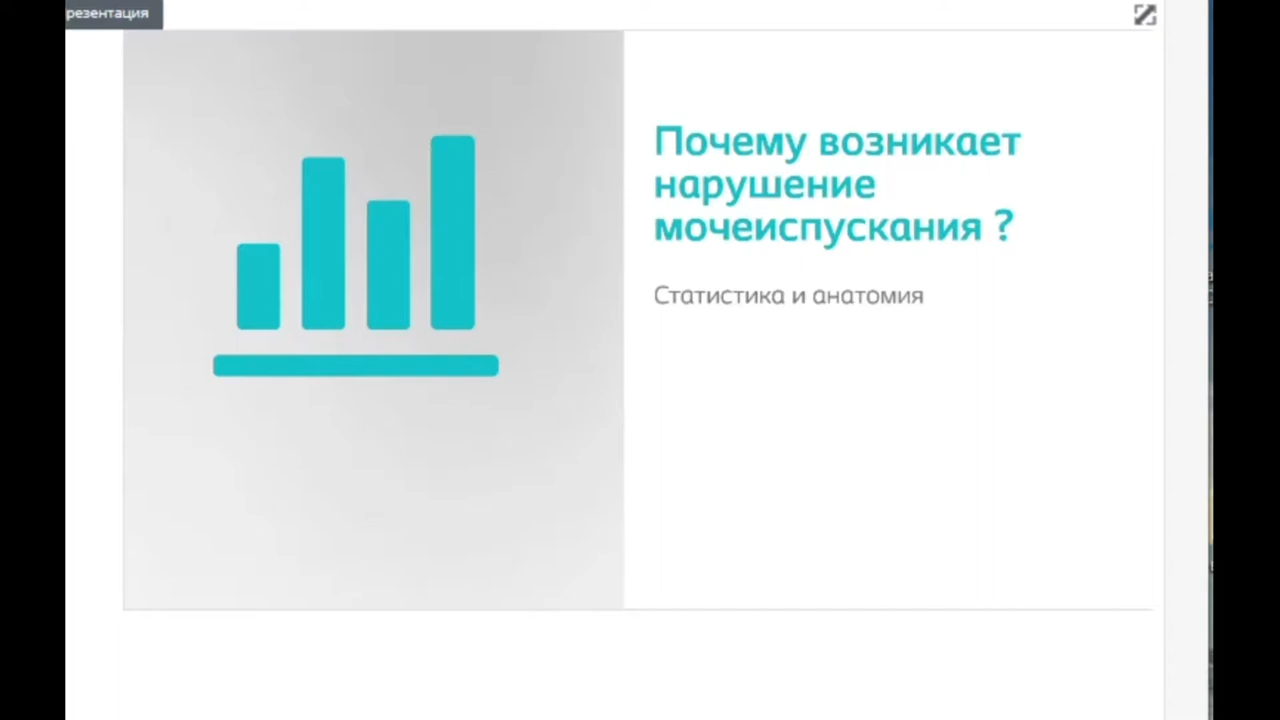 резентация
Почему возникает
нарушение
мочеиспускания ?
Статистика и анатомия